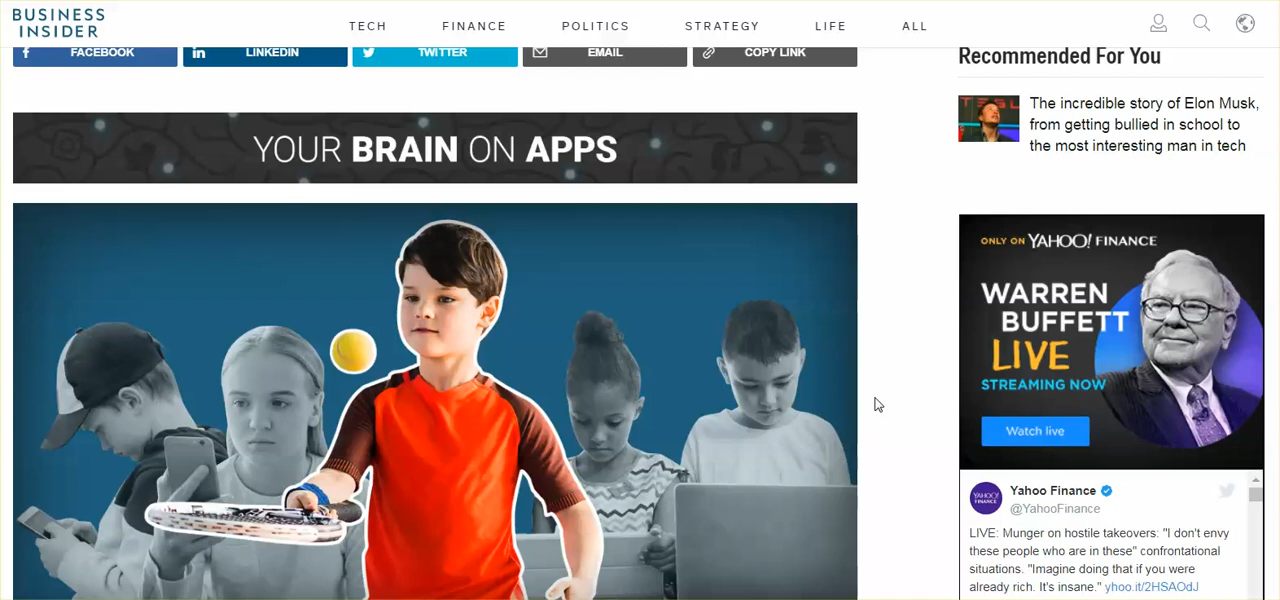 BUSINESS
INSIDER
TECH
FINANCE
POLITICS
STRATEGY
LIFE
ALL
FACEBOOK
LINKEDIN
TWITTER
EMAIL
COPY LINK
YOUR BRAIN ON APPS
Recommended For You
TESL
The incredible story of Elon Musk,
from getting bullied in school to
the most interesting man in tech
ONLY ON YAHOO! FINANCE
WARREN
BUFFETT
LIVE
STREAMING NOW
Watch live
YAHOO!
FINANCE
Yahoo Finance
@YahooFinance
LIVE: Munger on hostile takeovers: "I don't envy
these people who are in these" confrontational
situations. "Imagine doing that if you were
already rich. It's insane." yhoo.it/2HSAOdJ